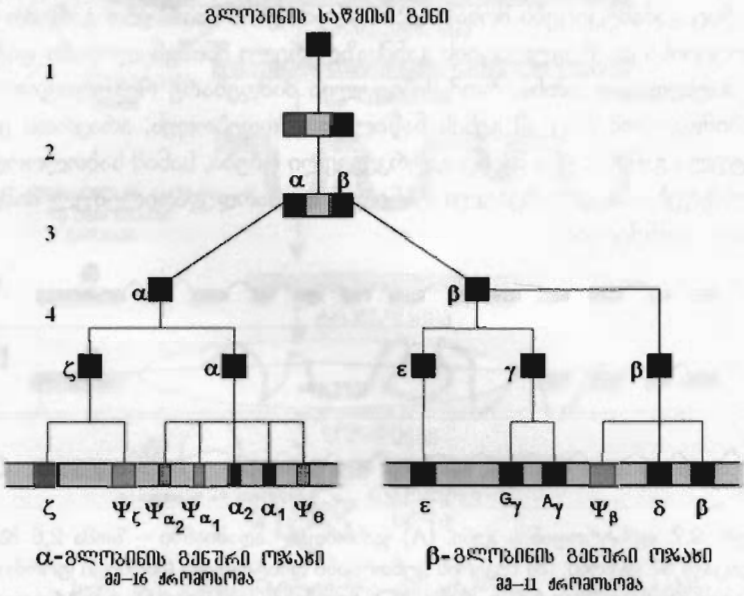 გლობინის საწყისი გენი
1
2
α β
3
α β
4
ζ α ε γ β
ζ Ψζ Ψα2 Ψα1 α2 α1 Ψθ ε Gγ Aγ Ψβ δ β
α-გლობინის გენური ოჯახი β-გლობინის გენური ოჯახი
მე-16 ქრომოსომა მე-11 ქრომოსომა